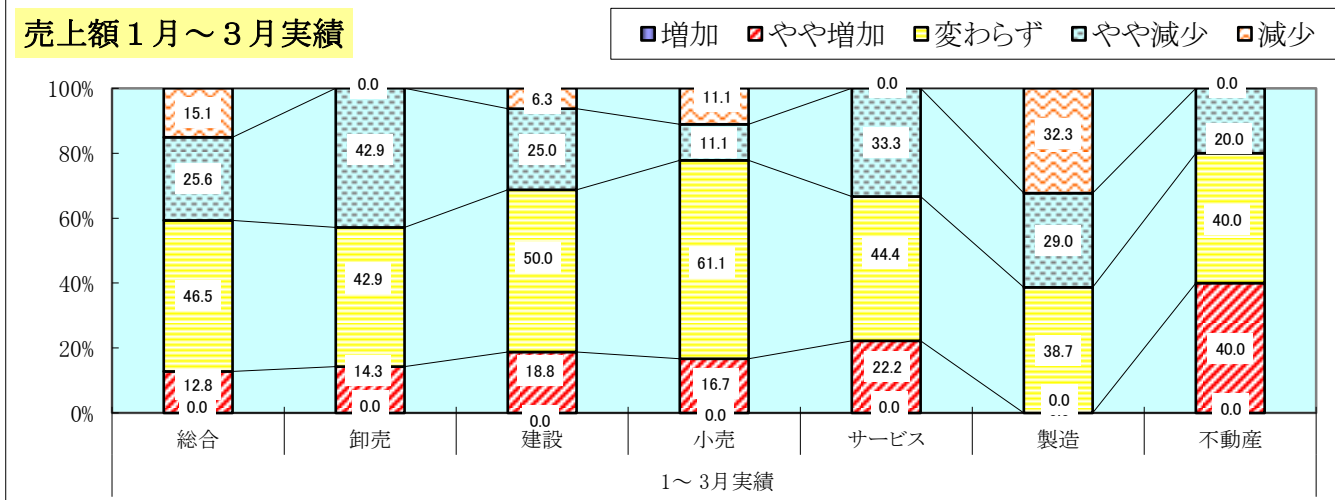 売上額１月～３月実績
増加 やや増加 変わらず やや減少 減少
100%
80%
60%
40%
20%
0%
15.1 0.0 6.3 11.1 0.0 32.3 0.0
25.6 42.9 25.0 11.1 33.3 29.0 20.0
46.5 42.9 50.0 61.1 44.4 38.7 40.0
12.8 14.3 18.8 16.7 22.2 0.0 40.0
0.0 0.0 0.0 0.0 0.0 0.0
総合 卸売 建設 小売 サービス 製造 不動産
1～ 3月実績